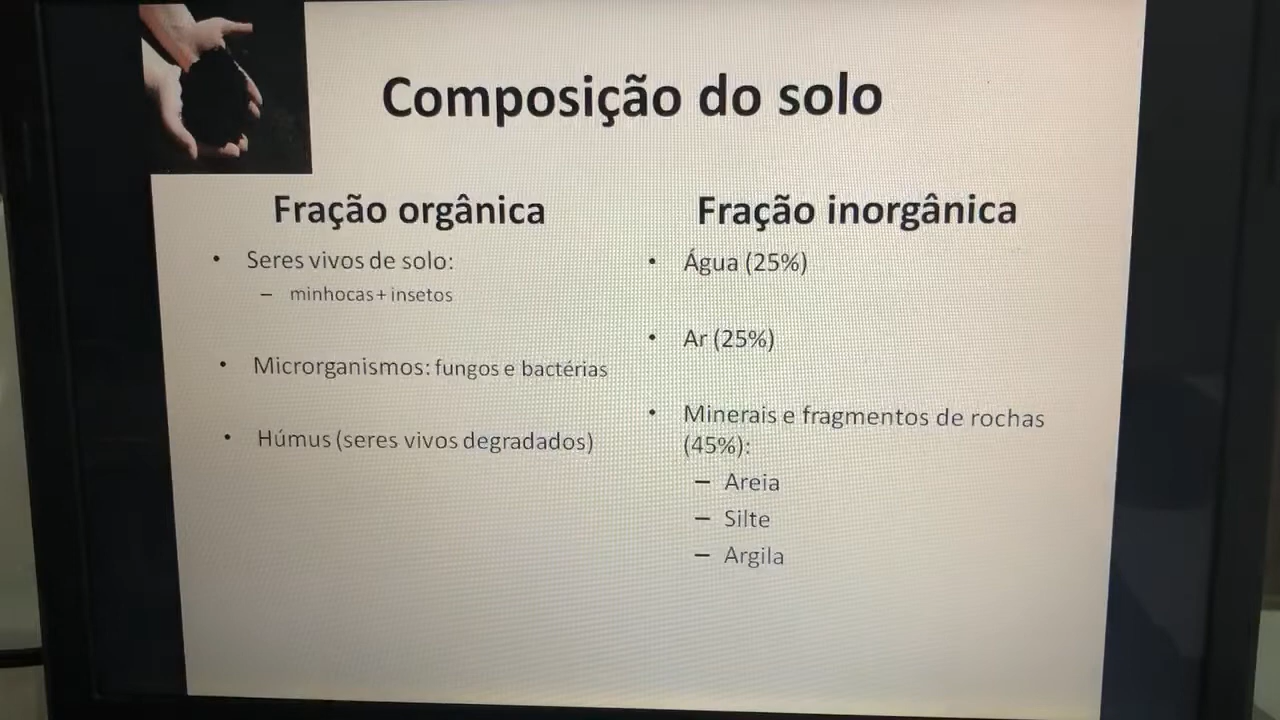 Composição do solo
Fração orgânica
• Seres vivos de solo:
– minhocas+ insetos
• Microrganismos: fungos e bactérias
• Húmus (seres vivos degradados)
Fração inorgânica
• Água (25%)
• Ar (25%)
• Minerais e fragmentos de rochas
(45%):
– Areia
– Silte
– Argila